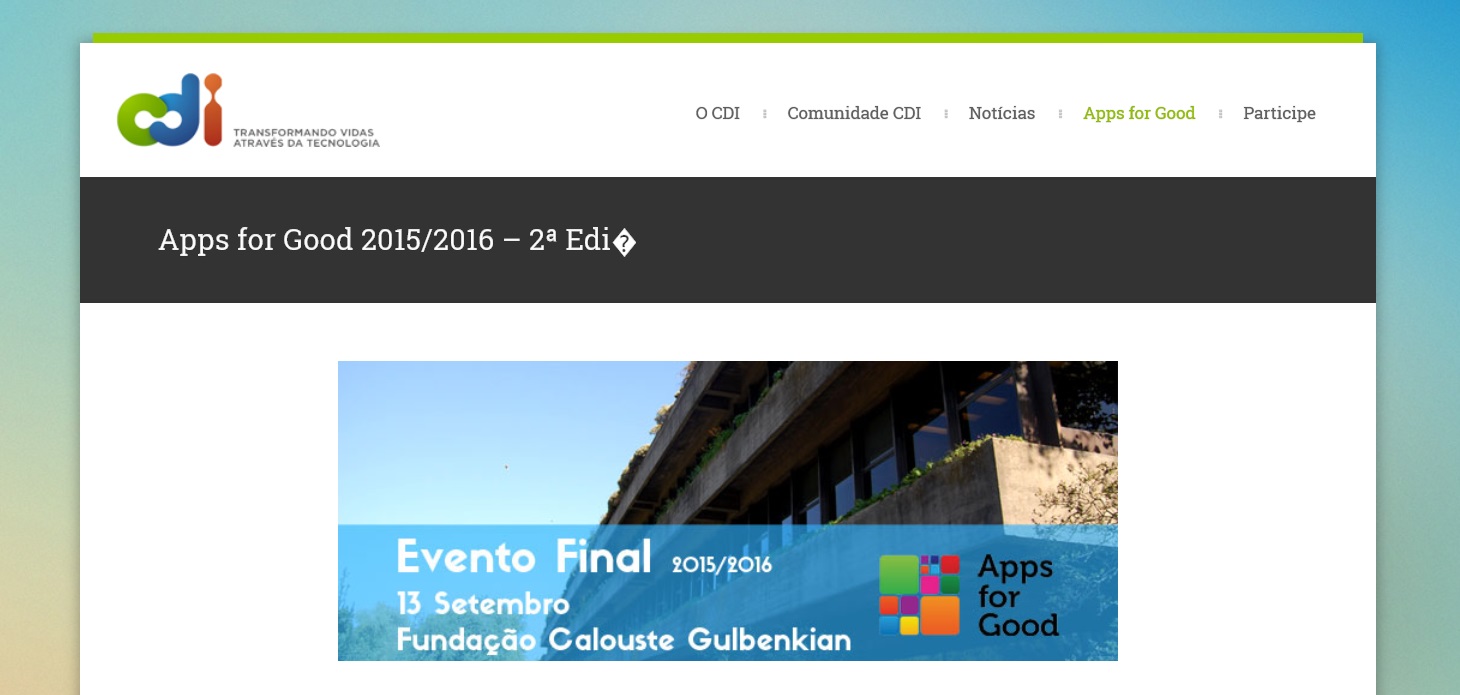 cdi
TRANSFORMANDO VIDAS
ATRAVÉS DA TECNOLOGIA
O CDI
Comunidade CDI
Notícias
Apps for Good
Participe
Apps for Good 2015/2016 – 2ª Edi�
Evento Final 2015/2016
13 Setembro
Fundação Calouste Gulbenkian
Apps
for
Good